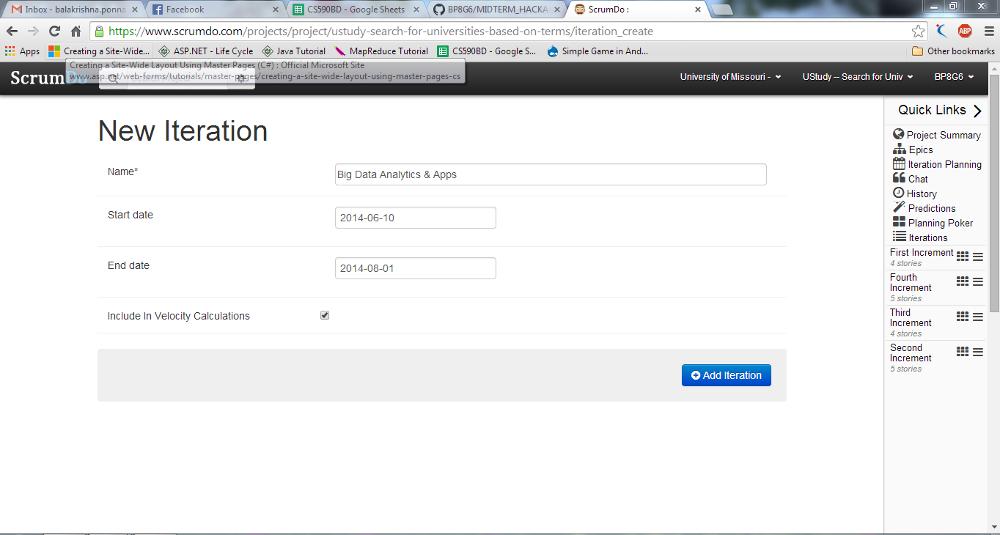 Inbox - balakrishna.ponna
Facebook
CS590BD - Google Sheets
BP8G6/MIDTERM_HACKA
ScrumDo :
https://www.scrumdo.com/projects/project/ustudy-search-for-universities-based-on-terms/iteration_create
ABP
Apps
Creating a Site-Wide...
ASP.NET - Life Cycle
Java Tutorial
MapReduce Tutorial
CS590BD - Google S...
Simple Game in And...
Other bookmarks
Creating a Site-Wide Layout Using Master Pages (C#) : Official Microsoft Site
www.asp.net/web-forms/tutorials/master-pages/creating-a-site-wide-layout-using-master-pages-cs
ScrumDo
University of Missouri -
UStudy -- Search for Univ
BP8G6
New Iteration
Name*
Big Data Analytics & Apps
Start date
2014-06-10
End date
2014-08-01
Include In Velocity Calculations
Add Iteration
Quick Links
Project Summary
Epics
Iteration Planning
Chat
History
Predictions
Planning Poker
Iterations
First Increment
4 stories
Fourth
Increment
5 stories
Third
Increment
4 stories
Second
Increment
5 stories